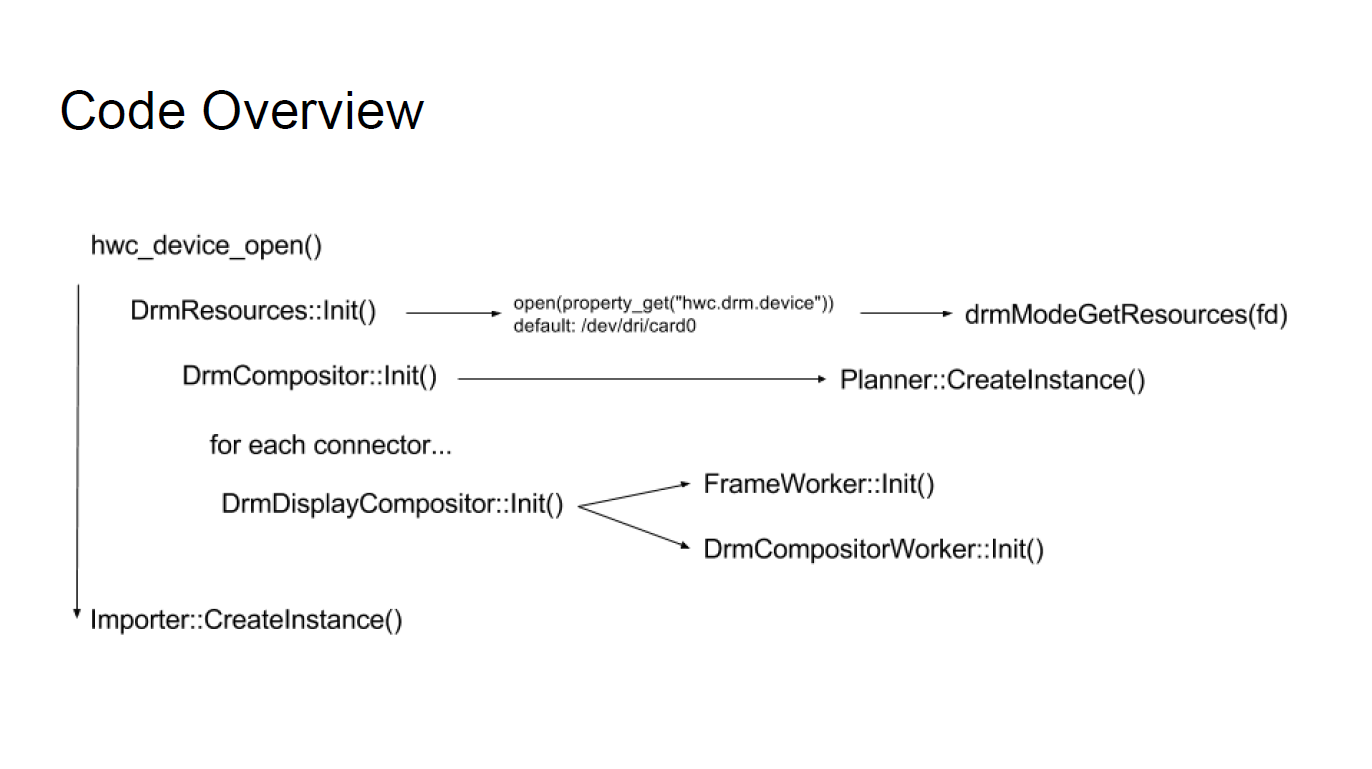 Code Overview
hwc_device_open()
DrmResources::Init()
open(property_get("hwc.drm.device"))
default: /dev/dri/card0
drmModeGetResources(fd)
DrmCompositor::Init()
Planner::CreateInstance()
for each connector...
DrmDisplayCompositor::Init()
FrameWorker::Init()
DrmCompositorWorker::Init()
Importer::CreateInstance()